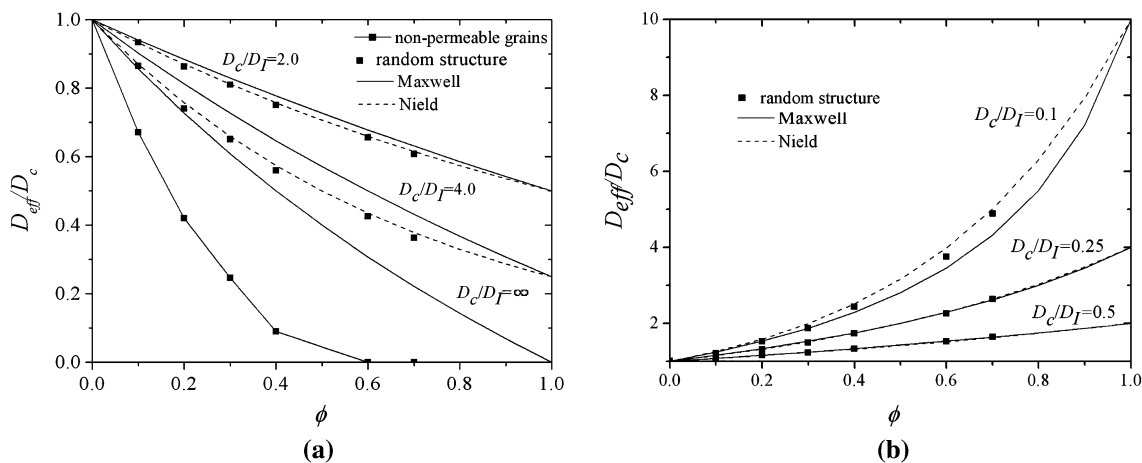 1.0
0.8
0.6
0.4
0.2
0.0
D_eff/D_c
non-permeable grains
random structure
Maxwell
Nield
D_c/D_I=2.0
D_c/D_I=4.0
D_c/D_I=∞
0.0 0.2 0.4 0.6 0.8 1.0
ϕ
(a)
10
8
6
4
2
D_eff/D_c
random structure
Maxwell
Nield
D_c/D_I=0.1
D_c/D_I=0.25
D_c/D_I=0.5
0.0 0.2 0.4 0.6 0.8 1.0
ϕ
(b)